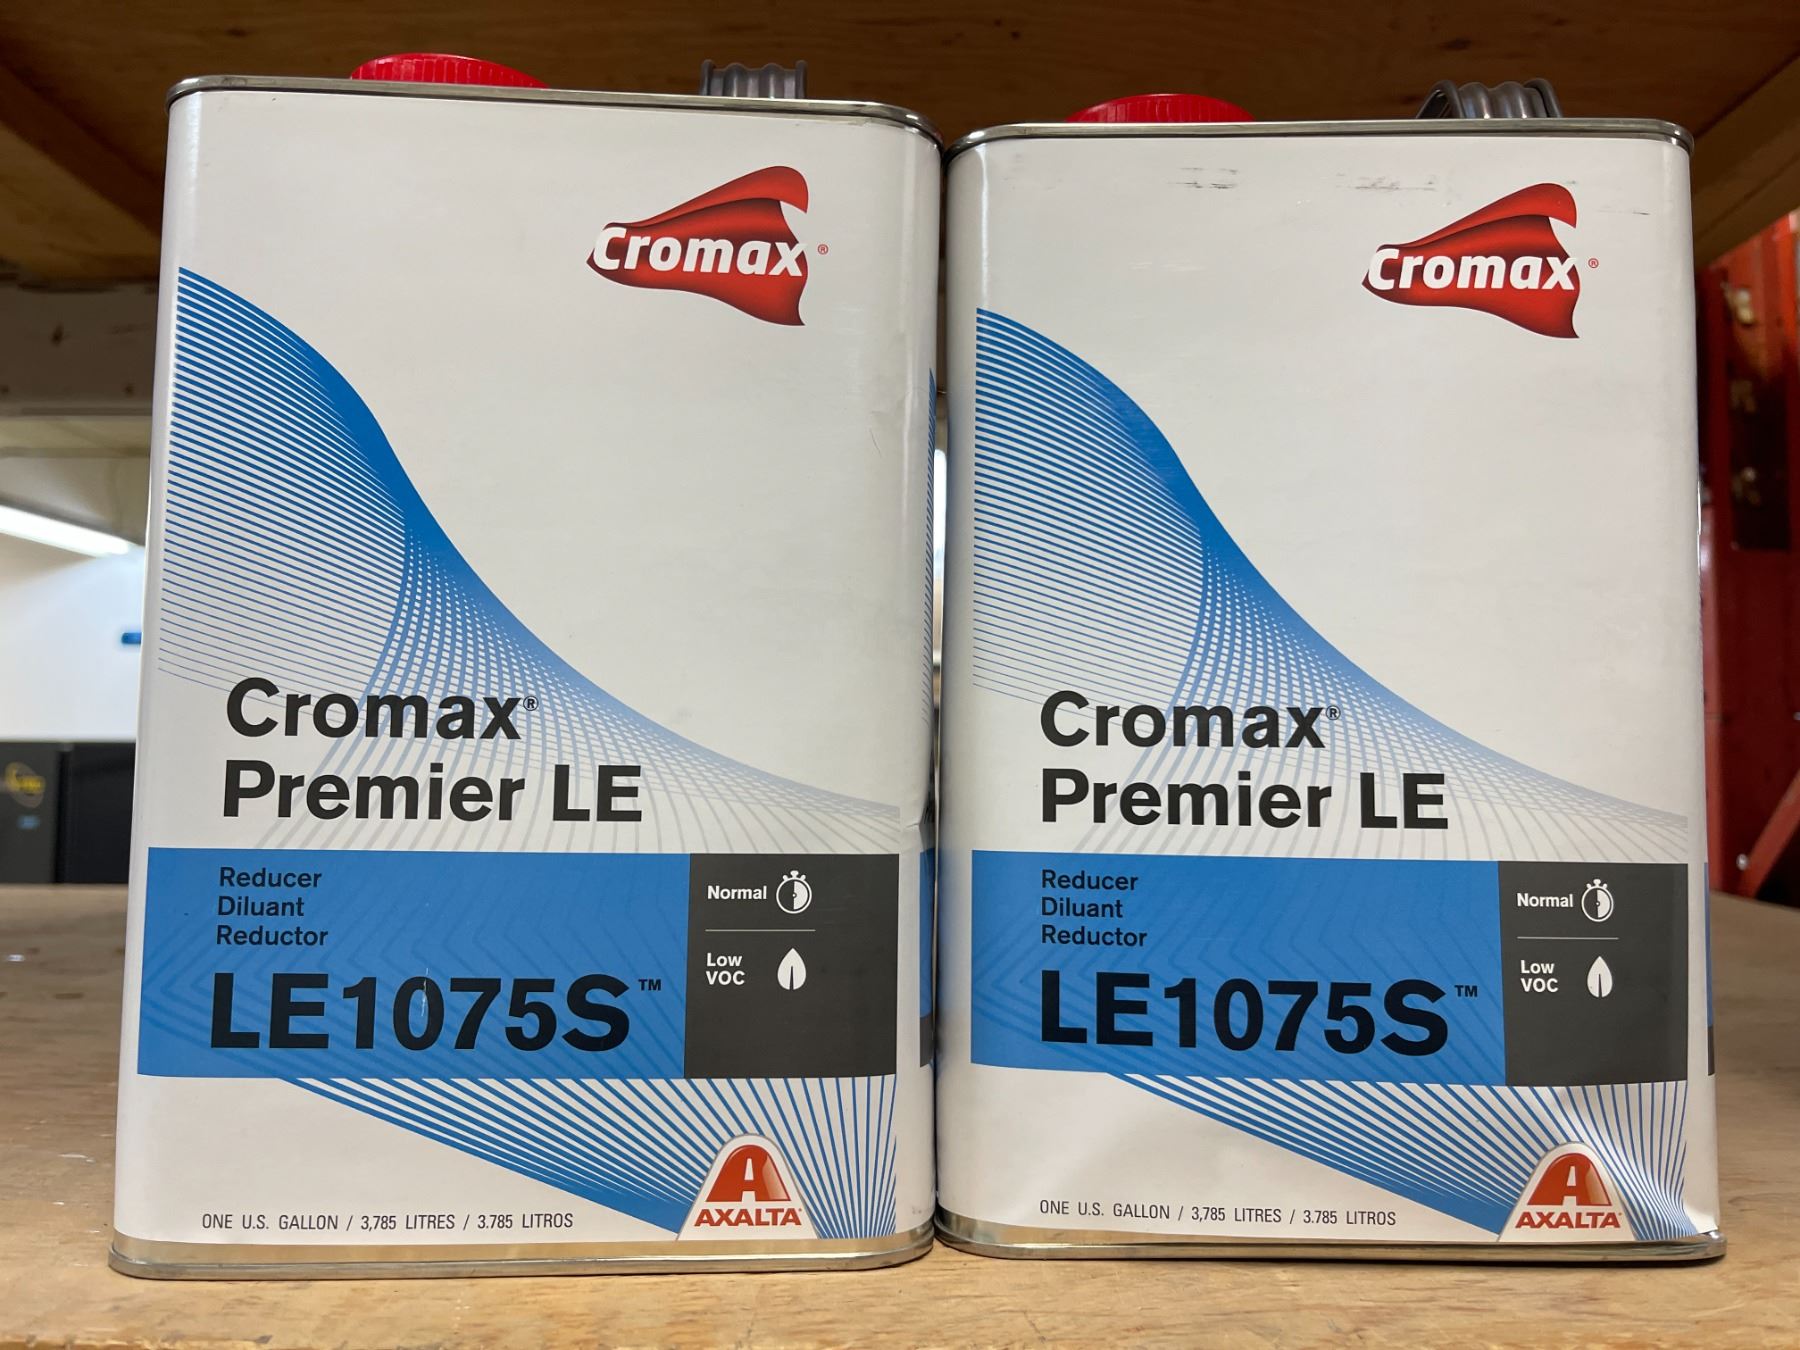 Cromax®
Cromax®
Premier LE
Reducer
Diluant
Reductor
LE1075S™
Normal
Low
VOC
ONE U.S. GALLON / 3,785 LITRES / 3.785 LITROS
AXALTA
Cromax®
Cromax®
Premier LE
Reducer
Diluant
Reductor
LE1075S™
Normal
Low
VOC
ONE U.S. GALLON / 3,785 LITRES / 3.785 LITROS
AXALTA